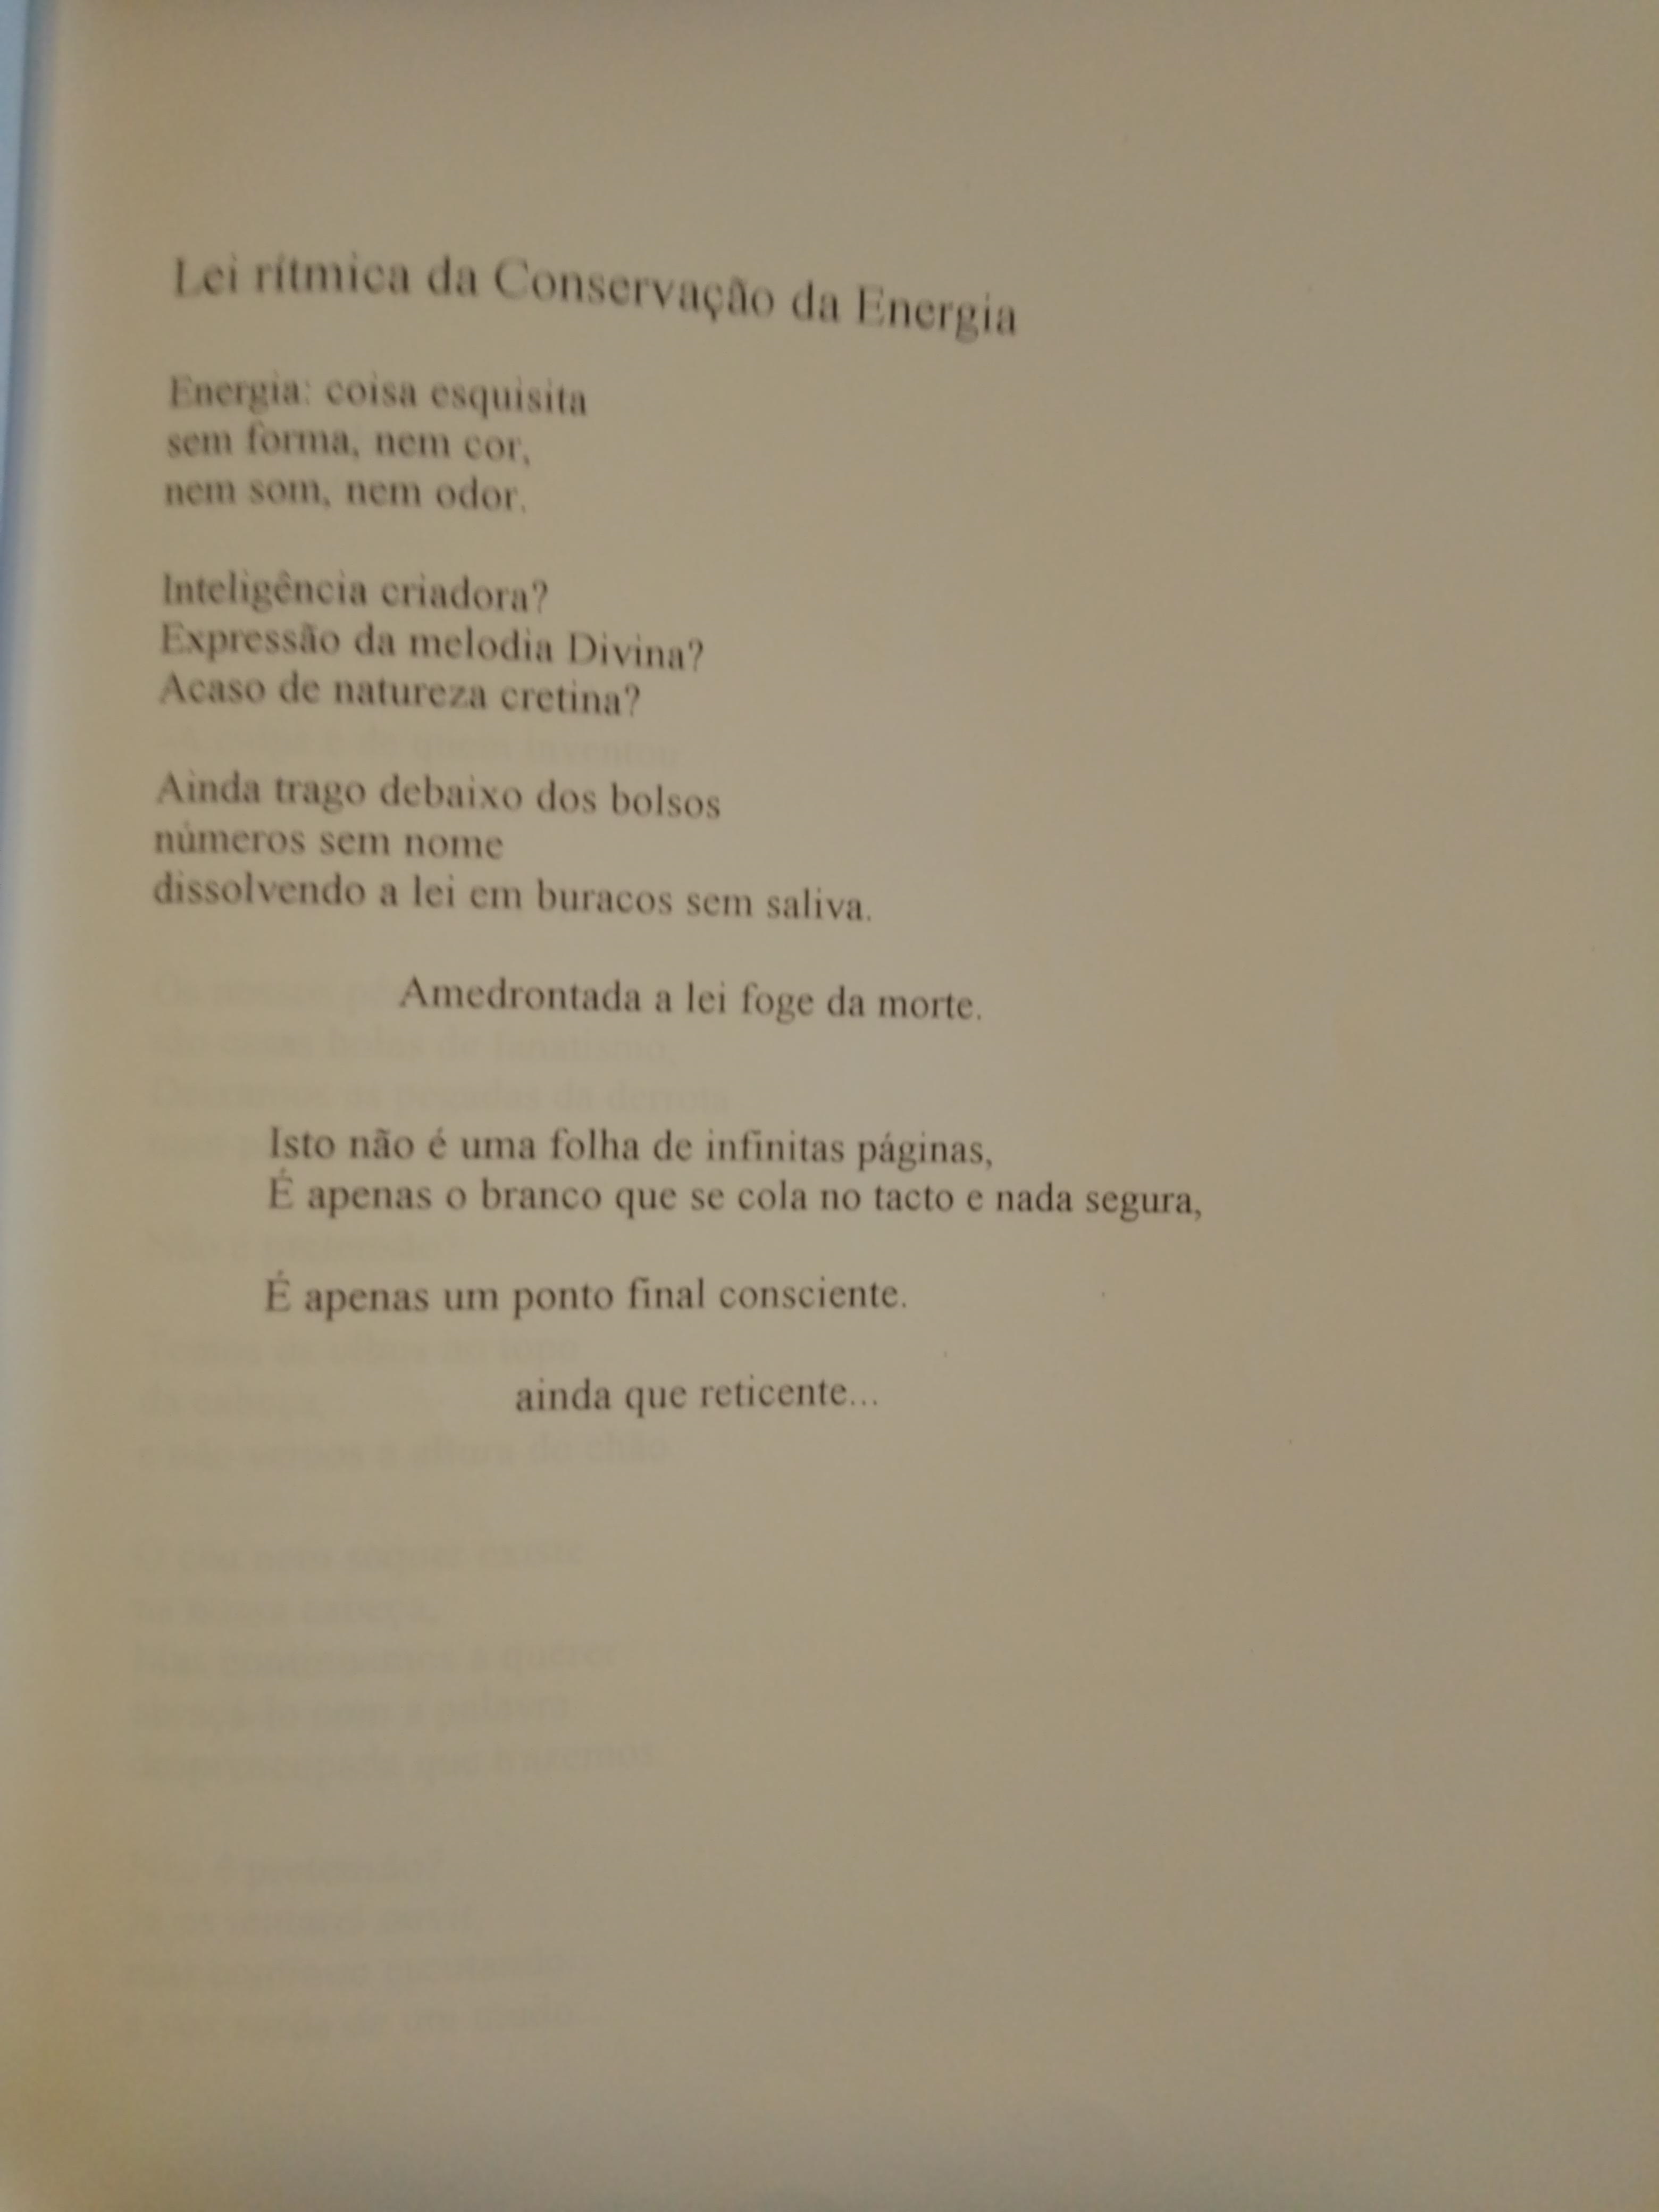 Lei rítmica da Conservação da Energia
Energia: coisa esquisita
sem forma, nem cor,
nem som, nem odor.
Inteligência criadora?
Expressão da melodia Divina?
Acaso de natureza cretina?
Ainda trago debaixo dos bolsos
números sem nome
dissolvendo a lei em buracos sem saliva.
Amedrontada a lei foge da morte.
Isto não é uma folha de infinitas páginas,
É apenas o branco que se cola no tacto e nada segura,
É apenas um ponto final consciente.
ainda que reticente...